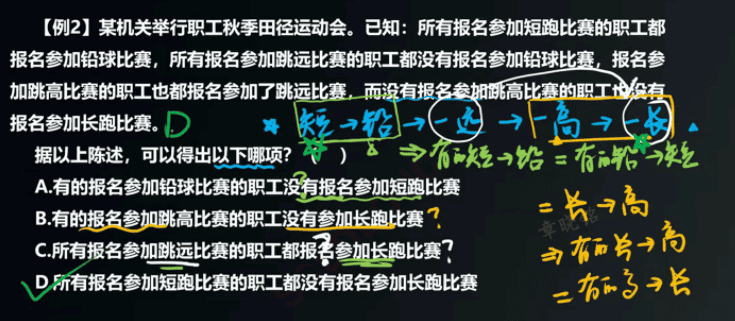 【例2】某机关举行职工秋季田径运动会。已知：所有报名参加短跑比赛的职工都
报名参加铅球比赛，所有报名参加跳远比赛的职工都没有报名参加铅球比赛，报名参
加跳高比赛的职工也都报名参加了跳远比赛，而没有报名参加跳高比赛的职工也没有
报名参加长跑比赛。D
短→铅→-远→-高→-长
据以上陈述，可以得出以下哪项？（ ）
⇒有的短→铅=有的铅→短
A.有的报名参加铅球比赛的职工没有报名参加短跑比赛
?
B.有的报名参加跳高比赛的职工没有参加长跑比赛?
=长→高
C.所有报名参加跳远比赛的职工都报名参加长跑比赛?
?
⇒有的长→高
D.所有报名参加短跑比赛的职工都没有报名参加长跑比赛
=有的高→长